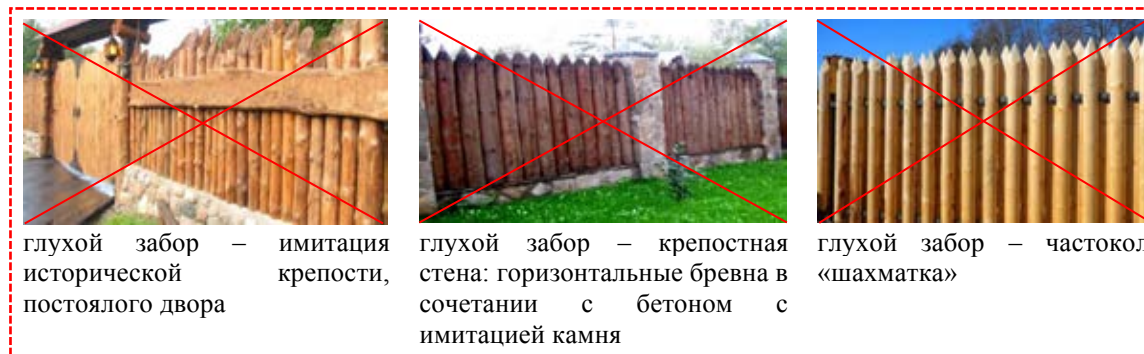 глухой забор – имитация
исторической крепости,
постоялого двора
глухой забор – крепостная
стена: горизонтальные бревна в
сочетании с бетоном с
имитацией камня
глухой забор – частокол
«шахматка»